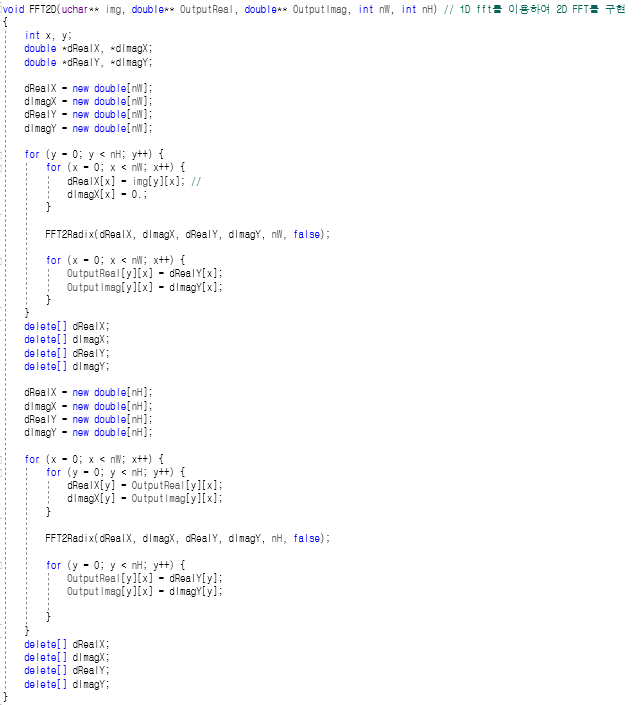 void FFT2D(uchar** img, double** OutputReal, double** OutputImag, int nW, int nH) // 1D fft를 이용하여 2D FFT를 구현
{
int x, y;
double *dRealX, *dImagX;
double *dRealY, *dImagY;
dRealX = new double[nW];
dImagX = new double[nW];
dRealY = new double[nW];
dImagY = new double[nW];
for (y = 0; y < nH; y++) {
for (x = 0; x < nW; x++) {
dRealX[x] = img[y][x]; //
dImagX[x] = 0.;
}
FFT2Radix(dRealX, dImagX, dRealY, dImagY, nW, false);
for (x = 0; x < nW; x++) {
OutputReal[y][x] = dRealY[x];
OutputImag[y][x] = dImagY[x];
}
}
delete[] dRealX;
delete[] dImagX;
delete[] dRealY;
delete[] dImagY;
dRealX = new double[nH];
dImagX = new double[nH];
dRealY = new double[nH];
dImagY = new double[nH];
for (x = 0; x < nW; x++) {
for (y = 0; y < nH; y++) {
dRealX[y] = OutputReal[y][x];
dImagX[y] = OutputImag[y][x];
}
FFT2Radix(dRealX, dImagX, dRealY, dImagY, nH, false);
for (y = 0; y < nH; y++) {
OutputReal[y][x] = dRealY[y];
OutputImag[y][x] = dImagY[y];
}
}
delete[] dRealX;
delete[] dImagX;
delete[] dRealY;
delete[] dImagY;
}